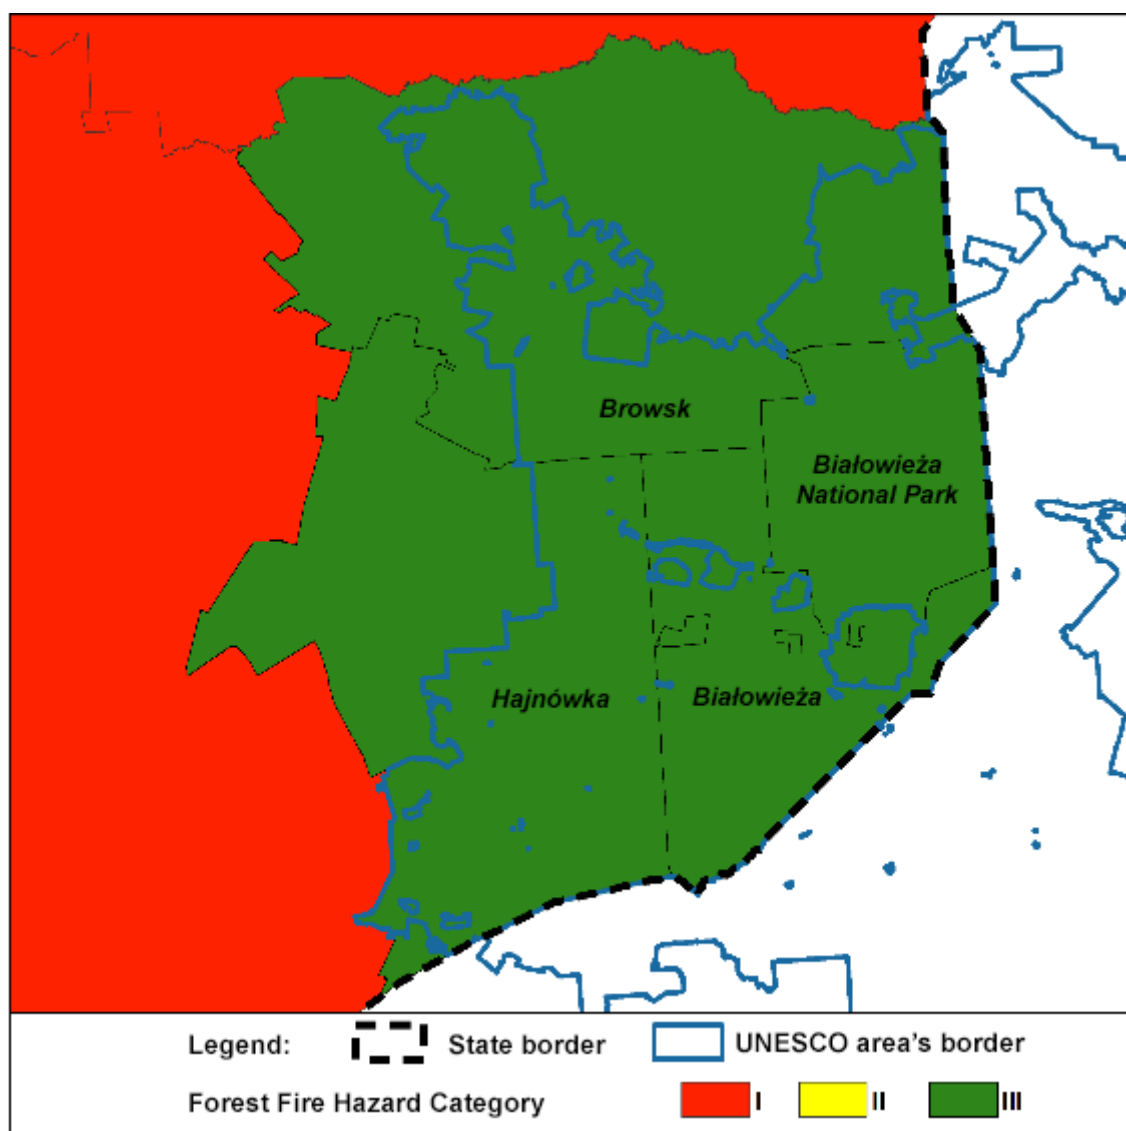 Browsk
Białowieża
National Park
Hajnówka
Białowieża
Legend:
State border
UNESCO area's border
Forest Fire Hazard Category
I
II
III